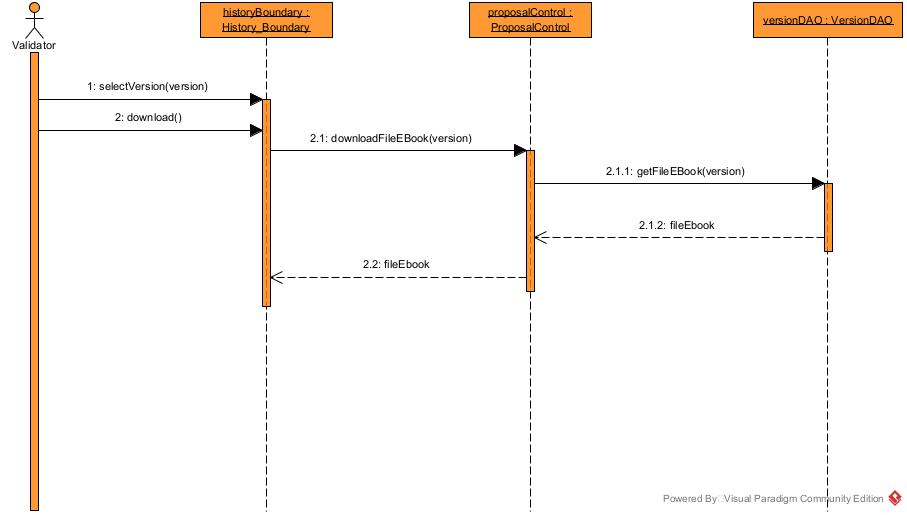 historyBoundary :
History_Boundary
proposalControl :
ProposalControl
versionDAO : VersionDAO
Validator
1: selectVersion(version)
2: download()
2.1: downloadFileEBook(version)
2.1.1: getFileEBook(version)
2.1.2: fileEbook
2.2: fileEbook
Powered By Visual Paradigm Community Edition